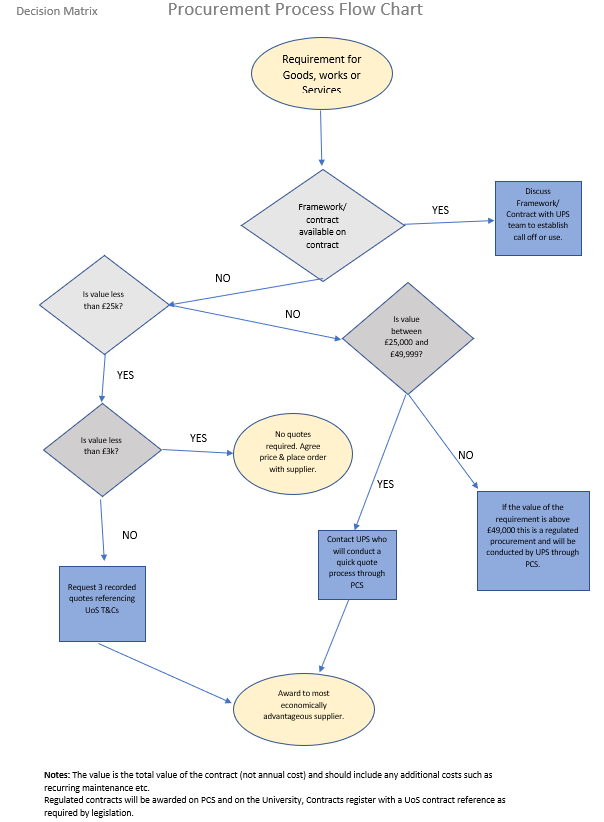 Decision Matrix
Procurement Process Flow Chart
Requirement for
Goods, works or
Services
Framework/
contract
available on
contract
YES
Discuss
Framework/
Contract with UPS
team to establish
call off or use.
NO
Is value less
than £25k?
NO
Is value
between
£25,000 and
£49,999?
YES
Is value less
than £3k?
YES
No quotes
required. Agree
price & place order
with supplier.
NO
YES
If the value of the
requirement is above
£49,000 this is a regulated
procurement and will be
conducted by UPS through
PCS.
NO
Contact UPS who
will conduct a
quick quote
process through
PCS
Request 3 recorded
quotes referencing
UoS T&Cs
Award to most
economically
advantageous supplier.
Notes: The value is the total value of the contract (not annual cost) and should include any additional costs such as
recurring maintenance etc.
Regulated contracts will be awarded on PCS and on the University, Contracts register with a UoS contract reference as
required by legislation.